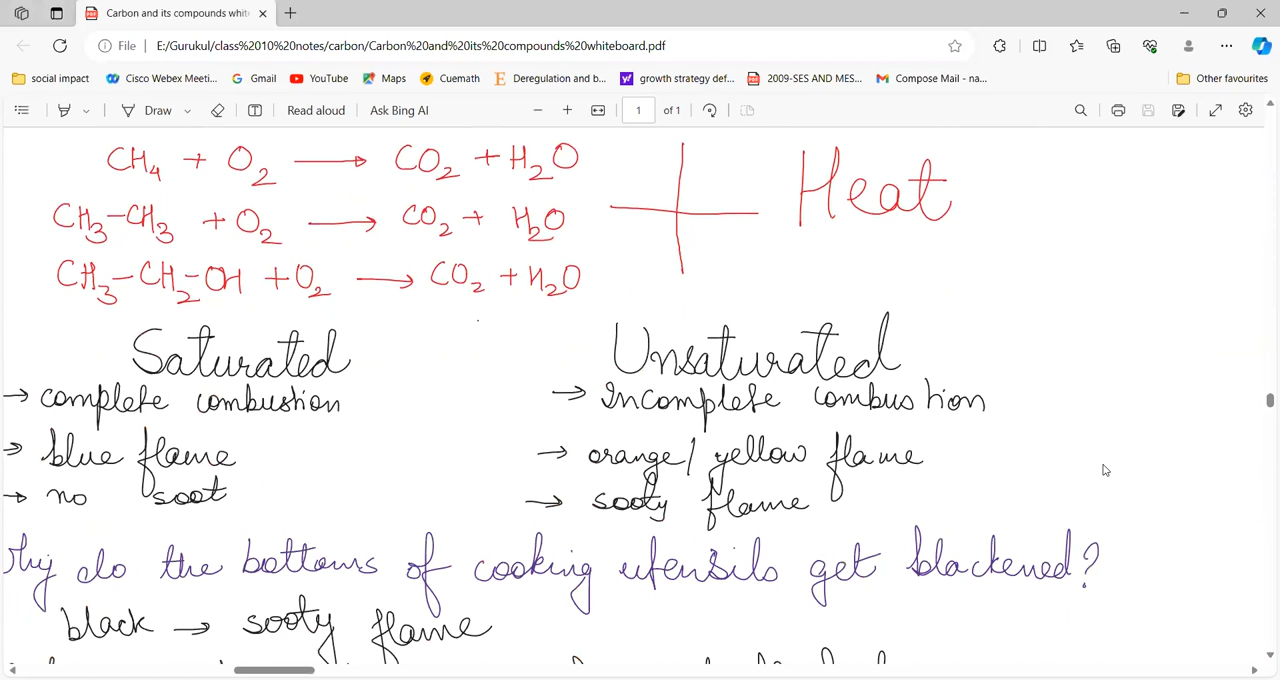 Carbon and its compounds whit
File E:/Gurukul/class%2010%20notes/carbon/Carbon%20and%20its%20compounds%20whiteboard.pdf
social impact Cisco Webex Meeti... Gmail YouTube Maps Cuemath Deregulation and b... growth strategy def... 2009-SES AND MES... Compose Mail - na... Other favourites
Draw Read aloud Ask Bing AI 1 of 1
CH₄ + O₂ → CO₂ + H₂O + Heat
CH₃-CH₃ + O₂ → CO₂ + H₂O
CH₃-CH₂-OH + O₂ → CO₂ + H₂O
Saturated Unsaturated
→ complete combustion → Incomplete combustion
→ blue flame → orange/yellow flame
→ no soot → sooty flame
hy do the bottoms of cooking utensils get blackened?
black → sooty flame